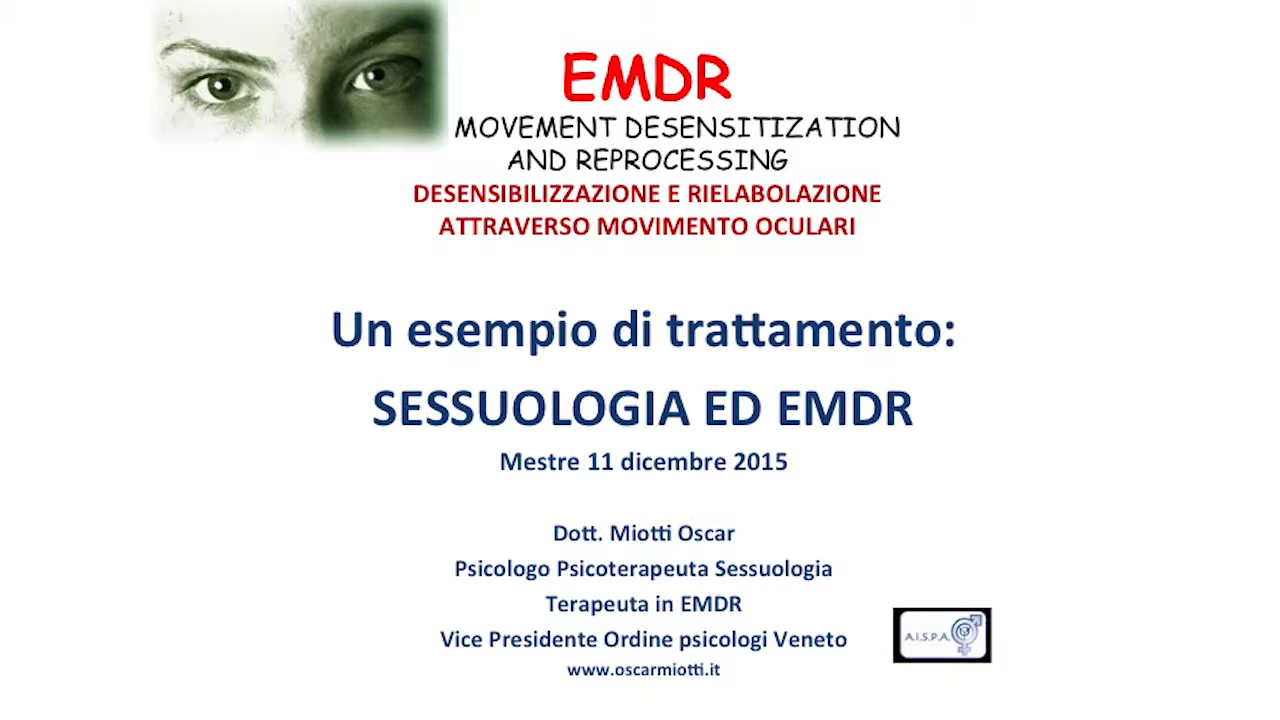 EMDR
MOVEMENT DESENSITIZATION
AND REPROCESSING
DESENSIBILIZZAZIONE E RIELABOLAZIONE
ATTRAVERSO MOVIMENTO OCULARI
Un esempio di trattamento:
SESSUOLOGIA ED EMDR
Mestre 11 dicembre 2015
Dott. Miotti Oscar
Psicologo Psicoterapeuta Sessuologia
Terapeuta in EMDR
Vice Presidente Ordine psicologi Veneto
A.I.S.P.A.
www.oscarmiotti.it